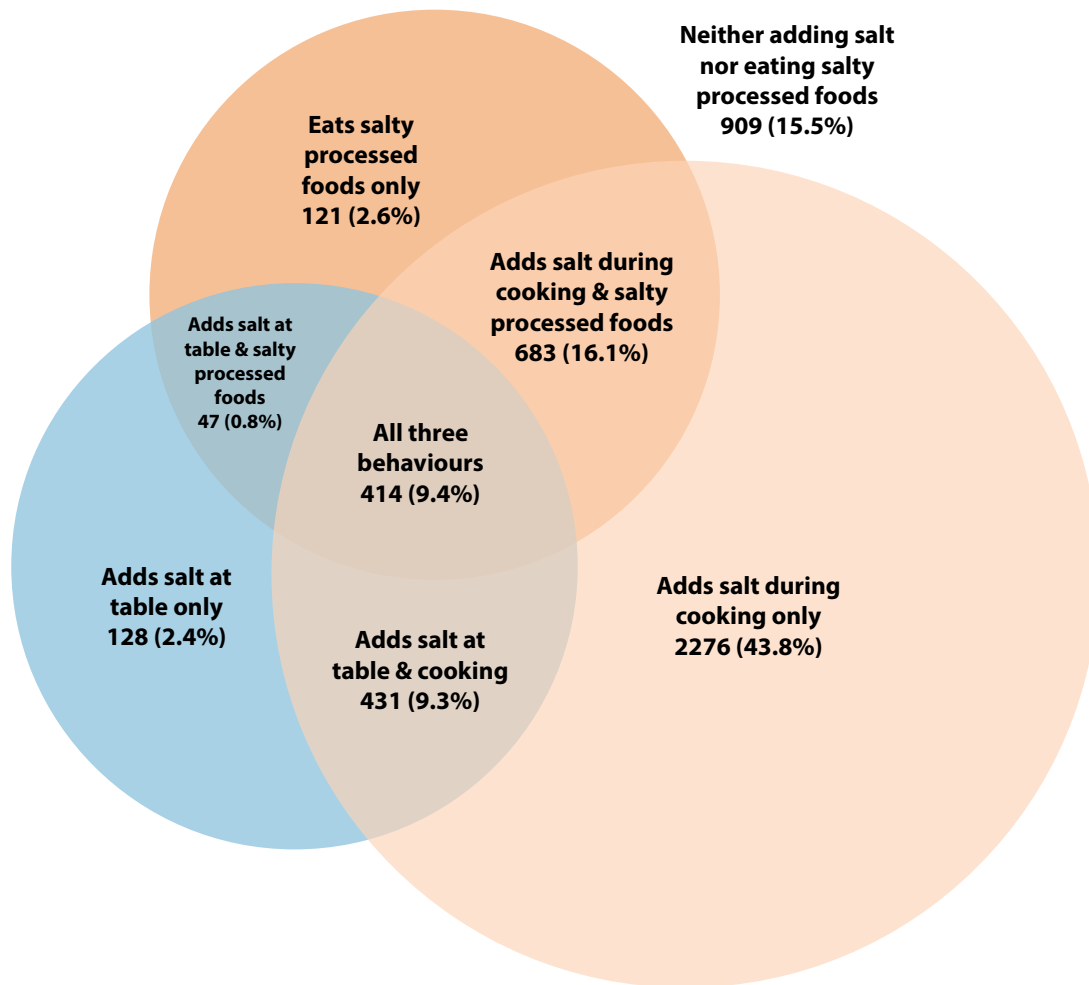 Neither adding salt
nor eating salty
processed foods
909 (15.5%)
Eats salty
processed
foods only
121 (2.6%)
Adds salt during
cooking & salty
processed foods
683 (16.1%)
Adds salt at
table & salty
processed
foods
47 (0.8%)
All three
behaviours
414 (9.4%)
Adds salt at
table only
128 (2.4%)
Adds salt during
cooking only
2276 (43.8%)
Adds salt at
table & cooking
431 (9.3%)